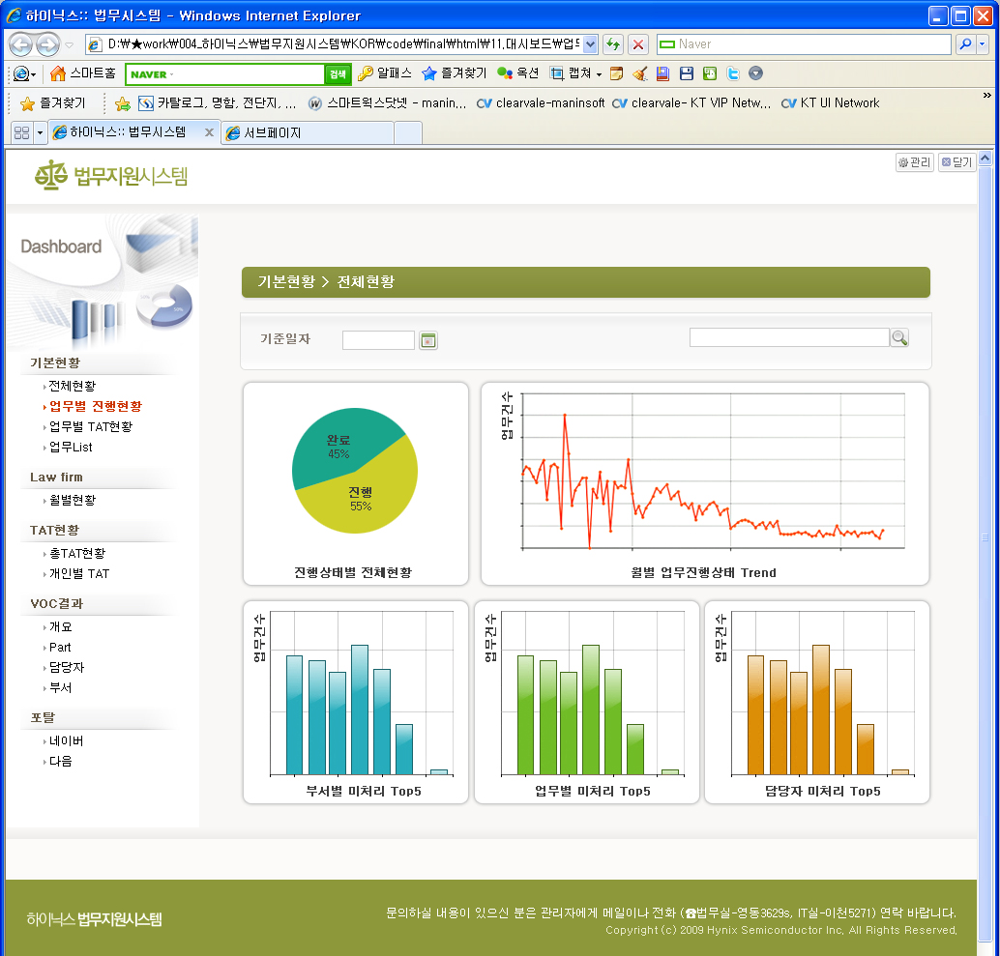 하이닉스:: 법무시스템 - Windows Internet Explorer
D:\★work\004_하이닉스\법무지원시스템\KOR\code\final\html\11.대시보드\업무
Naver
스마트홈 NAVER 검색 알패스 즐겨찾기 옥션 캡쳐
즐겨찾기 카탈로그, 명함, 전단지, ... 스마트웍스닷넷 - manin... clearvale-maninsoft clearvale- KT VIP Netw... KT UI Network
하이닉스:: 법무시스템 서브페이지
법무지원시스템
관리 닫기
Dashboard
기본현황
전체현황
업무별 진행현황
업무별 TAT현황
업무List
Law firm
월별현황
TAT현황
총TAT현황
개인별 TAT
VOC결과
개요
Part
담당자
부서
포탈
네이버
다음
기본현황 > 전체현황
기준일자
완료
45%
진행
55%
진행상태별 전체현황
업무건수
월별 업무진행상태 Trend
업무건수
부서별 미처리 Top5
업무건수
업무별 미처리 Top5
업무건수
담당자 미처리 Top5
하이닉스 법무지원시스템
문의하실 내용이 있으신 분은 관리자에게 메일이나 전화 (☎법무실-영동3629s, IT실-이천5271) 연락 바랍니다.
Copyright (c) 2009 Hynix Semiconductor Inc. All Rights Reserved.